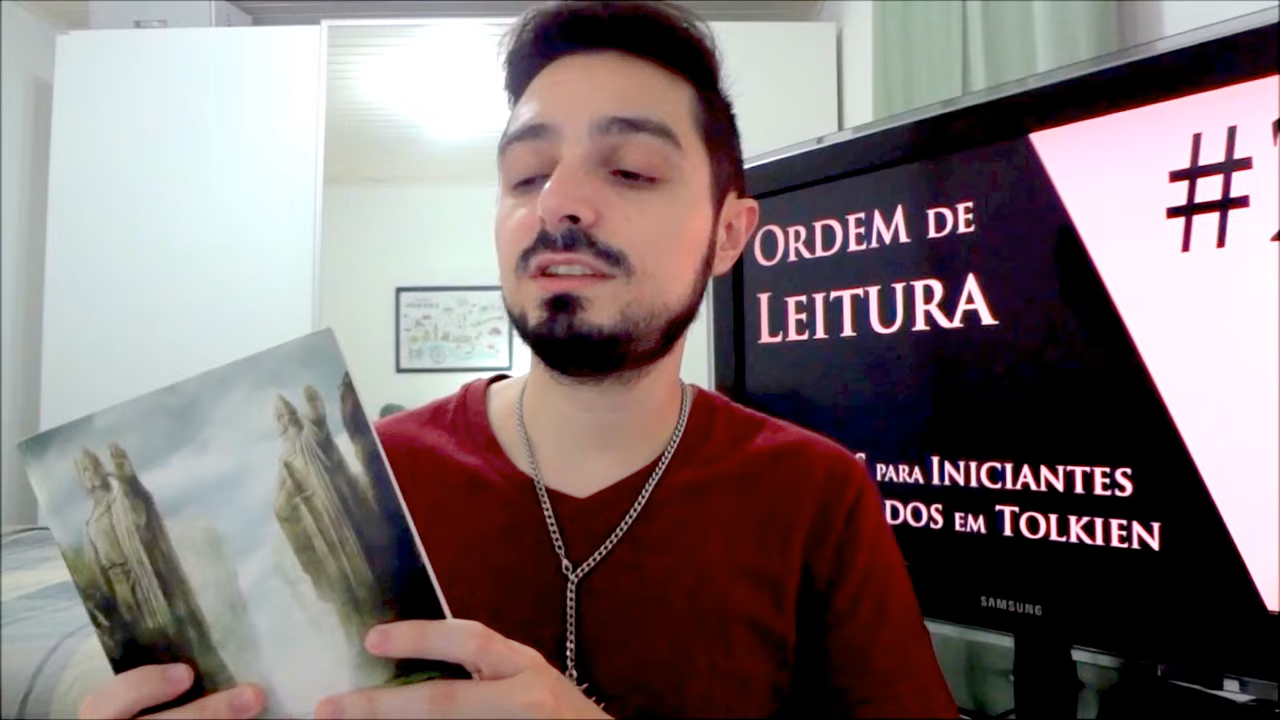 ORDEM DE
LEITURA
#
S PARA INICIANTES
DOS EM TOLKIEN
SAMSUNG